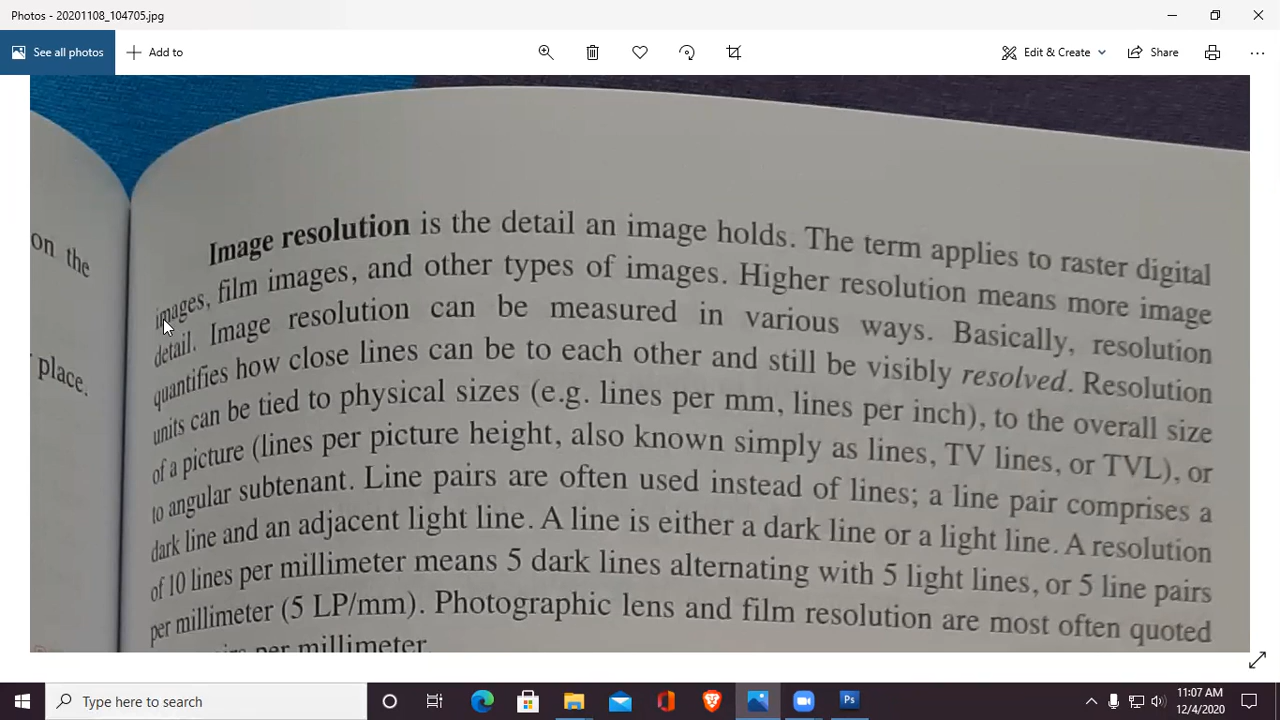 Photos - 20201108_104705.jpg
See all photos
Add to
Edit & Create
Share
on the
place.
Image resolution is the detail an image holds. The term applies to raster digital
images, film images, and other types of images. Higher resolution means more image
detail. Image resolution can be measured in various ways. Basically, resolution
quantifies how close lines can be to each other and still be visibly resolved. Resolution
units can be tied to physical sizes (e.g. lines per mm, lines per inch), to the overall size
of a picture (lines per picture height, also known simply as lines, TV lines, or TVL), or
to angular subtenant. Line pairs are often used instead of lines; a line pair comprises a
dark line and an adjacent light line. A line is either a dark line or a light line. A resolution
of 10 lines per millimeter means 5 dark lines alternating with 5 light lines, or 5 line pairs
per millimeter (5 LP/mm). Photographic lens and film resolution are most often quoted
per millimeter
Type here to search
Ps
11:07 AM
12/4/2020